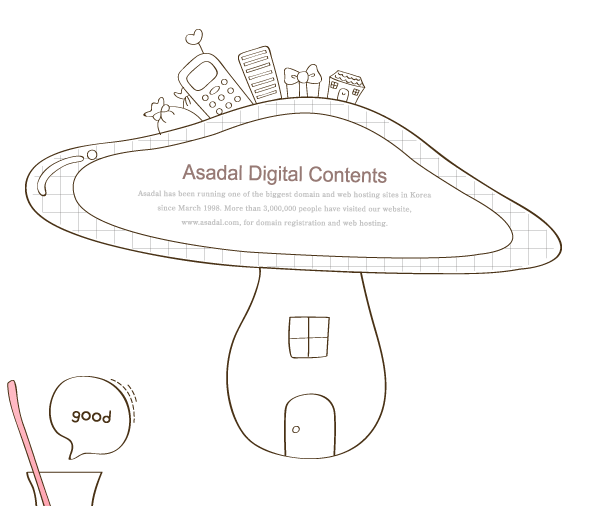 Asadal Digital Contents
Asadal has been running one of the biggest domain and web hosting sites in Korea
since March 1998. More than 3,000,000 people have visited our website,
www.asadal.com, for domain registration and web hosting.
good